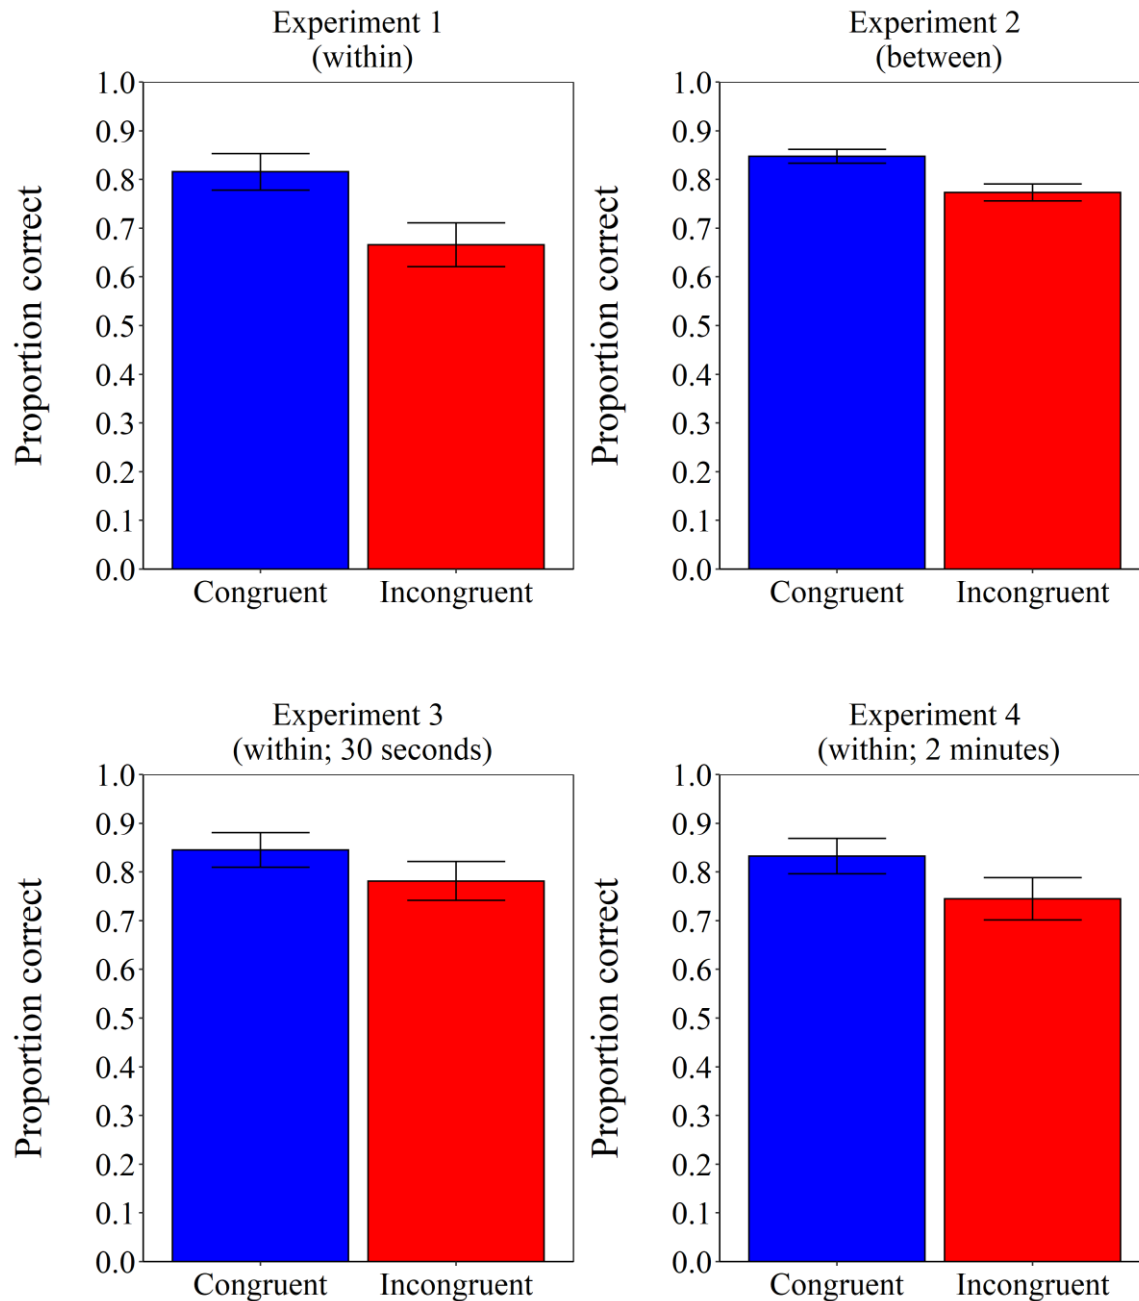 Experiment 1
(within)
Proportion correct
1.0
0.9
0.8
0.7
0.6
0.5
0.4
0.3
0.2
0.1
0.0
Congruent Incongruent
Experiment 2
(between)
Proportion correct
1.0
0.9
0.8
0.7
0.6
0.5
0.4
0.3
0.2
0.1
0.0
Congruent Incongruent
Experiment 3
(within; 30 seconds)
Proportion correct
1.0
0.9
0.8
0.7
0.6
0.5
0.4
0.3
0.2
0.1
0.0
Congruent Incongruent
Experiment 4
(within; 2 minutes)
Proportion correct
1.0
0.9
0.8
0.7
0.6
0.5
0.4
0.3
0.2
0.1
0.0
Congruent Incongruent